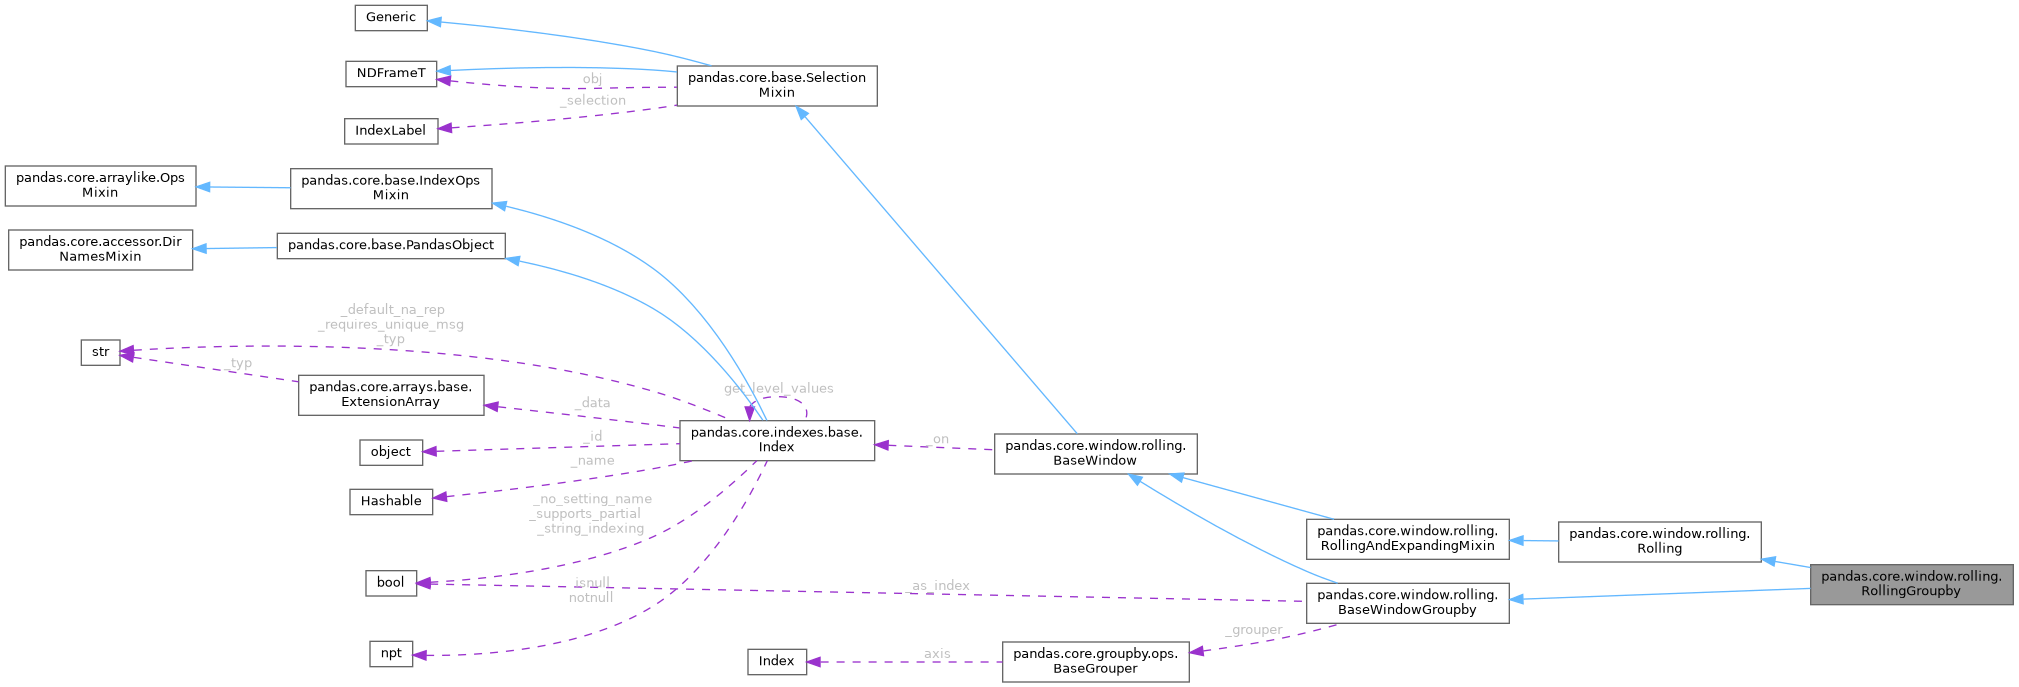 Generic
NDFrameT
obj
pandas.core.base.Selection
Mixin
_selection
IndexLabel
pandas.core.arraylike.Ops
Mixin
pandas.core.base.IndexOps
Mixin
pandas.core.accessor.Dir
NamesMixin
pandas.core.base.PandasObject
_default_na_rep
_requires_unique_msg
_typ
str
_typ
pandas.core.arrays.base.
ExtensionArray
get_level_values
_data
pandas.core.indexes.base.
Index
_on
pandas.core.window.rolling.
BaseWindow
_id
object
_name
Hashable
_no_setting_name
_supports_partial
_string_indexing
pandas.core.window.rolling.
RollingAndExpandingMixin
pandas.core.window.rolling.
Rolling
bool
isnull
notnull
_as_index
pandas.core.window.rolling.
BaseWindowGroupby
pandas.core.window.rolling.
RollingGroupby
_grouper
npt
Index
axis
pandas.core.groupby.ops.
BaseGrouper